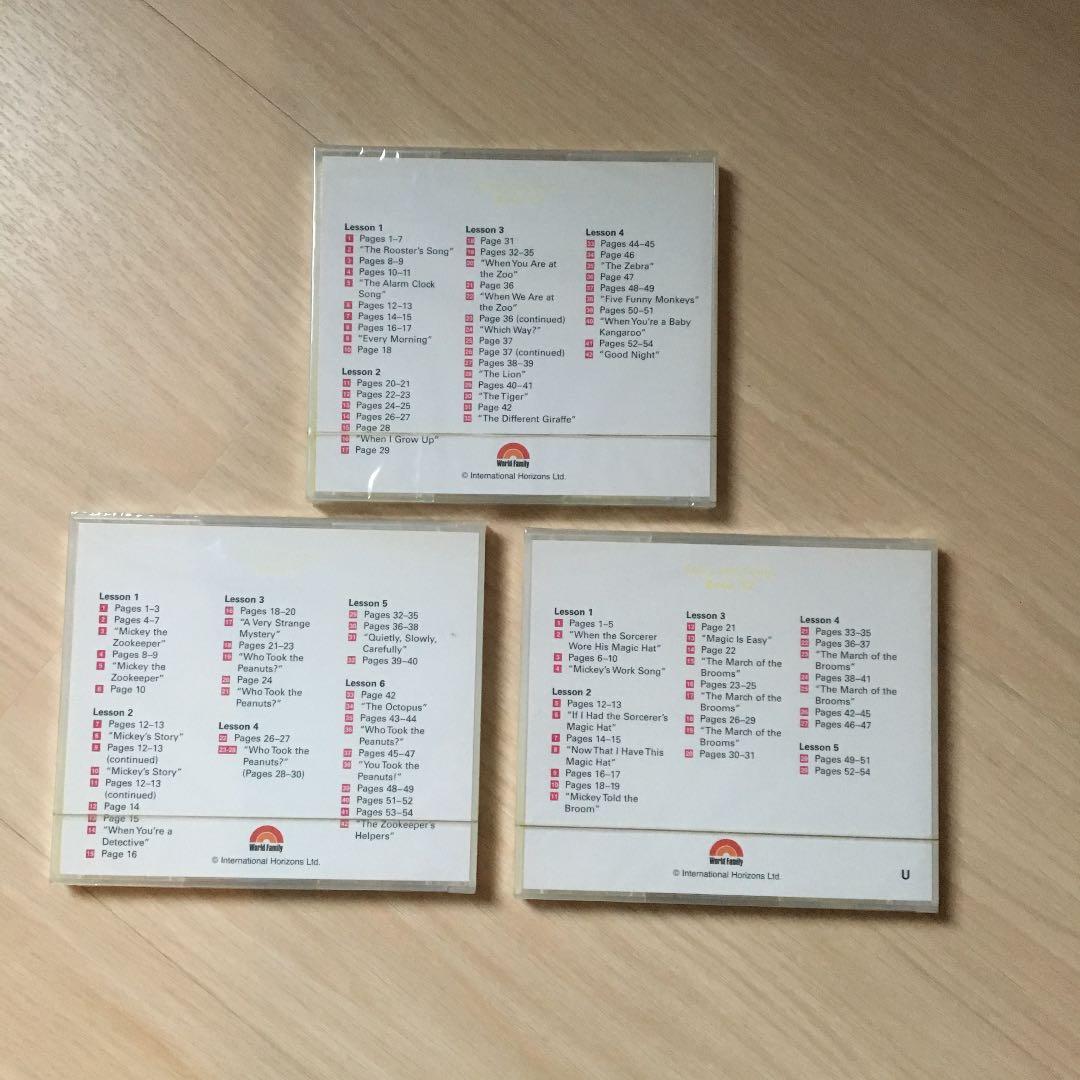 Lesson 1
1 Pages 1–7
2 "The Rooster's Song"
3 Pages 8–9
4 Pages 10–11
5 "The Alarm Clock
Song"
6 Pages 12–13
7 Pages 14–15
8 Pages 16–17
9 "Every Morning"
10 Page 18
Lesson 2
11 Pages 20–21
12 Pages 22–23
13 Pages 24–25
14 Pages 26–27
15 Page 28
16 "When I Grow Up"
17 Page 29
Lesson 3
18 Page 31
19 Pages 32–35
20 "When You Are at
the Zoo"
21 Page 36
22 "When We Are at
the Zoo"
23 Page 36 (continued)
24 "Which Way?"
25 Page 37
26 Page 37 (continued)
27 Pages 38–39
28 "The Lion"
29 Pages 40–41
30 "The Tiger"
31 Page 42
32 "The Different Giraffe"
Lesson 4
33 Pages 44–45
34 Page 46
35 "The Zebra"
36 Page 47
37 Pages 48–49
38 "Five Funny Monkeys"
39 Pages 50–51
40 "When You're a Baby
Kangaroo"
41 Pages 52–54
42 "Good Night"
World Family
© International Horizons Ltd.
Lesson 1
1 Pages 1–3
2 Pages 4–7
3 "Mickey the
Zookeeper"
4 Pages 8–9
5 "Mickey the
Zookeeper"
6 Page 10
Lesson 2
7 Pages 12–13
8 "Mickey's Story"
9 Pages 12–13
(continued)
10 "Mickey's Story"
11 Pages 12–13
(continued)
12 Page 14
13 Page 15
14 "When You're a
Detective"
15 Page 16
Lesson 3
16 Pages 18–20
17 "A Very Strange
Mystery"
18 Pages 21–23
19 "Who Took the
Peanuts?"
20 Page 24
21 "Who Took the
Peanuts?"
Lesson 4
22 Pages 26–27
23-28 "Who Took the
Peanuts?"
(Pages 28–30)
Lesson 5
29 Pages 32–35
30 Pages 36–38
31 "Quietly, Slowly,
Carefully"
32 Pages 39–40
Lesson 6
33 Page 42
34 "The Octopus"
35 Pages 43–44
36 "Who Took the
Peanuts?"
37 Pages 45–47
38 "You Took the
Peanuts!"
39 Pages 48–49
40 Pages 51–52
41 Pages 53–54
42 "The Zookeeper's
Helpers"
World Family
© International Horizons Ltd.
Lesson 1
1 Pages 1–5
2 "When the Sorcerer
Wore His Magic Hat"
3 Pages 6–10
4 "Mickey's Work Song"
Lesson 2
5 Pages 12–13
6 "If I Had the Sorcerer's
Magic Hat"
7 Pages 14–15
8 "Now That I Have This
Magic Hat"
9 Pages 16–17
10 Pages 18–19
11 "Mickey Told the
Broom"
Lesson 3
12 Page 21
13 "Magic Is Easy"
14 Page 22
15 "The March of the
Brooms"
16 Pages 23–25
17 "The March of the
Brooms"
18 Pages 26–29
19 "The March of the
Brooms"
20 Pages 30–31
Lesson 4
21 Pages 33–35
22 Pages 36–37
23 "The March of the
Brooms"
24 Pages 38–41
25 "The March of the
Brooms"
26 Pages 42–45
27 Pages 46–47
Lesson 5
28 Pages 49–51
29 Pages 52–54
World Family
© International Horizons Ltd.
U